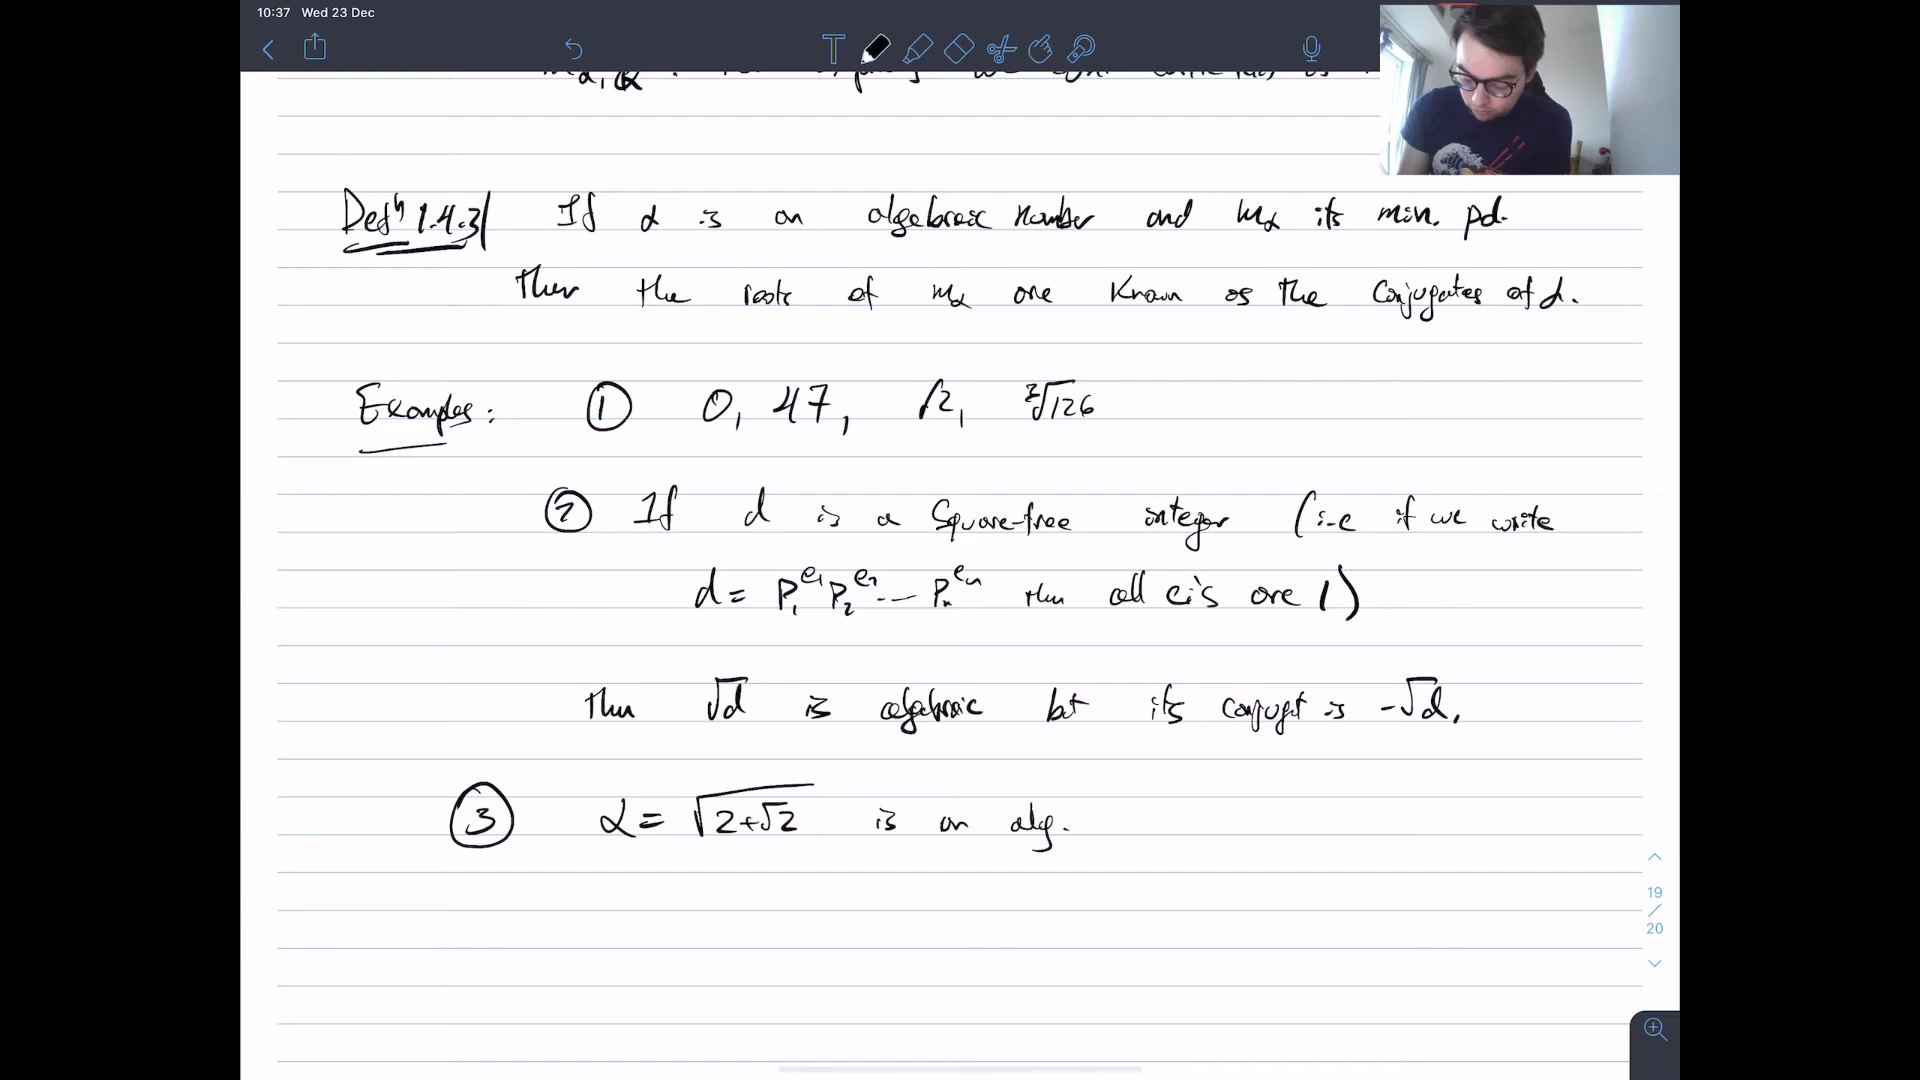 10:37 Wed 23 Dec
T
m α, Q
Defⁿ 1.4.3 If α is an algebraic number and mα its min. pol.
Then the roots of mα are known as the conjugates of α.
Examples: ① 0, 47, √2, ∛126
② If d is a square-free integer (i-e if we write
d = P₁^e₁ P₂^e₂ ... Pₙ^eₙ then all ei's are 1)
then √d is algebraic but its conjugt is -√d.
③ α = √(2+√2) is an alg.
19
/
20